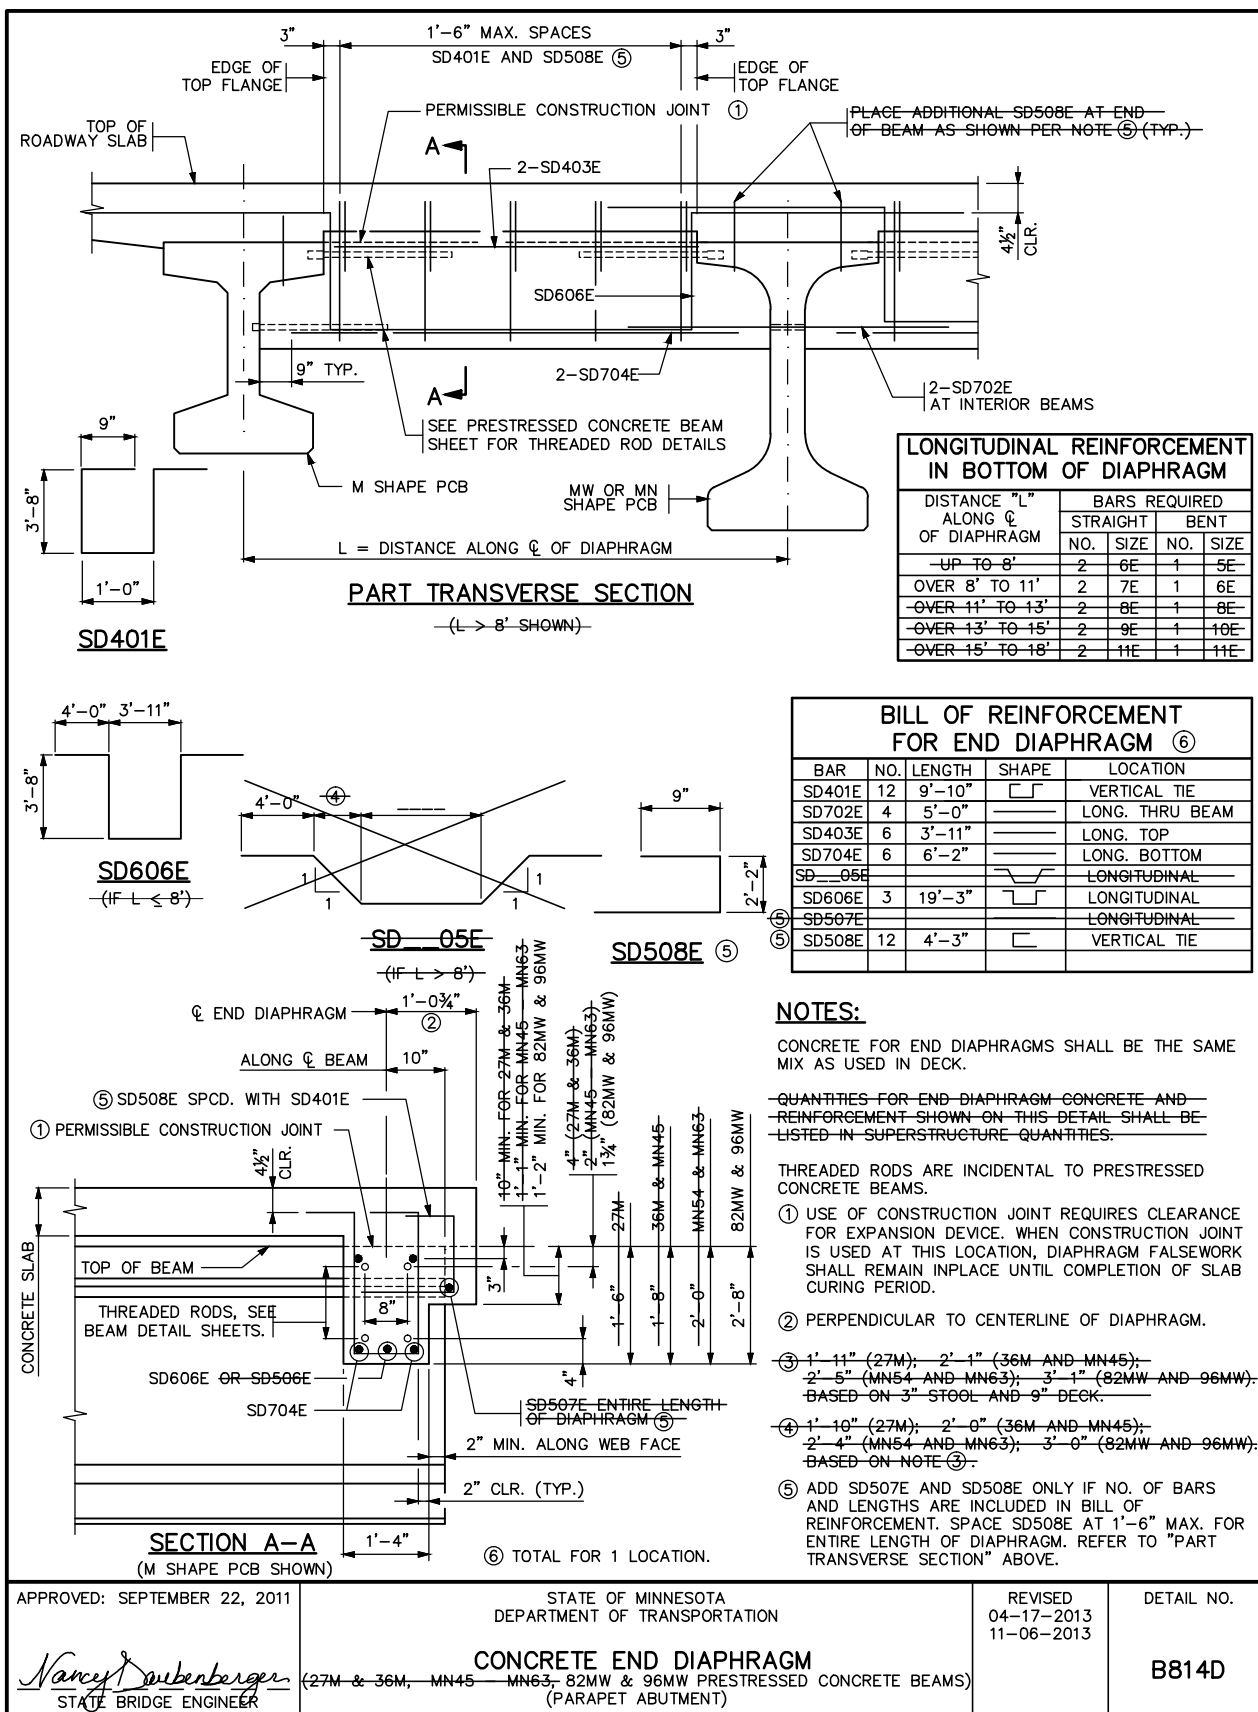 3" 1'-6" MAX. SPACES 3"
SD401E AND SD508E ⑤
EDGE OF
TOP FLANGE
EDGE OF
TOP FLANGE
PERMISSIBLE CONSTRUCTION JOINT ①
PLACE ADDITIONAL SD508E AT END
OF BEAM AS SHOWN PER NOTE ⑤ (TYP.)
TOP OF
ROADWAY SLAB
A
2-SD403E
4½"
CLR.
SD606E
9" TYP.
2-SD704E
A
2-SD702E
AT INTERIOR BEAMS
SEE PRESTRESSED CONCRETE BEAM
SHEET FOR THREADED ROD DETAILS
M SHAPE PCB
MW OR MN
SHAPE PCB
L = DISTANCE ALONG ℄ OF DIAPHRAGM
PART TRANSVERSE SECTION
(L > 8' SHOWN)
9"
3'-8"
1'-0"
SD401E
LONGITUDINAL REINFORCEMENT
IN BOTTOM OF DIAPHRAGM
DISTANCE "L"
ALONG ℄
OF DIAPHRAGM
BARS REQUIRED
STRAIGHT BENT
NO. SIZE NO. SIZE
UP TO 8' 2 6E 1 5E
OVER 8' TO 11' 2 7E 1 6E
OVER 11' TO 13' 2 8E 1 8E
OVER 13' TO 15' 2 9E 1 10E
OVER 15' TO 18' 2 11E 1 11E
4'-0" 3'-11"
3'-8"
SD606E
(IF L ≤ 8')
4'-0" ④ ____
1 1
1 1
SD__05E
(IF L > 8')
9"
2'-2"
SD508E ⑤
BILL OF REINFORCEMENT
FOR END DIAPHRAGM ⑥
BAR NO. LENGTH SHAPE LOCATION
SD401E 12 9'-10" VERTICAL TIE
SD702E 4 5'-0" LONG. THRU BEAM
SD403E 6 3'-11" LONG. TOP
SD704E 6 6'-2" LONG. BOTTOM
SD__05E LONGITUDINAL
SD606E 3 19'-3" LONGITUDINAL
⑤ SD507E LONGITUDINAL
⑤ SD508E 12 4'-3" VERTICAL TIE
℄ END DIAPHRAGM
1'-0¾"
②
ALONG ℄ BEAM 10"
⑤ SD508E SPCD. WITH SD401E
① PERMISSIBLE CONSTRUCTION JOINT
4½"
CLR.
10" MIN. FOR 27M & 36M
1'-1" MIN. FOR MN45 - MN63
1'-2" MIN. FOR 82MW & 96MW
4" (27M & 36M)
2" (MN45 - MN63)
1¾" (82MW & 96MW)
1'-6" 27M
1'-8" 36M & MN45
2'-0" MN54 & MN63
2'-8" 82MW & 96MW
CONCRETE SLAB
TOP OF BEAM
3"
8"
THREADED RODS, SEE
BEAM DETAIL SHEETS.
SD606E OR SD506E
SD704E
4"
SD507E ENTIRE LENGTH
OF DIAPHRAGM ⑤
2" MIN. ALONG WEB FACE
2" CLR. (TYP.)
1'-4"
SECTION A-A
(M SHAPE PCB SHOWN)
⑥ TOTAL FOR 1 LOCATION.
NOTES:
CONCRETE FOR END DIAPHRAGMS SHALL BE THE SAME
MIX AS USED IN DECK.
QUANTITIES FOR END DIAPHRAGM CONCRETE AND
REINFORCEMENT SHOWN ON THIS DETAIL SHALL BE
LISTED IN SUPERSTRUCTURE QUANTITIES.
THREADED RODS ARE INCIDENTAL TO PRESTRESSED
CONCRETE BEAMS.
① USE OF CONSTRUCTION JOINT REQUIRES CLEARANCE
FOR EXPANSION DEVICE. WHEN CONSTRUCTION JOINT
IS USED AT THIS LOCATION, DIAPHRAGM FALSEWORK
SHALL REMAIN INPLACE UNTIL COMPLETION OF SLAB
CURING PERIOD.
② PERPENDICULAR TO CENTERLINE OF DIAPHRAGM.
③ 1'-11" (27M); 2'-1" (36M AND MN45);
2'-5" (MN54 AND MN63); 3'-1" (82MW AND 96MW).
BASED ON 3" STOOL AND 9" DECK.
④ 1'-10" (27M); 2'-0" (36M AND MN45);
2'-4" (MN54 AND MN63); 3'-0" (82MW AND 96MW).
BASED ON NOTE ③.
⑤ ADD SD507E AND SD508E ONLY IF NO. OF BARS
AND LENGTHS ARE INCLUDED IN BILL OF
REINFORCEMENT. SPACE SD508E AT 1'-6" MAX. FOR
ENTIRE LENGTH OF DIAPHRAGM. REFER TO "PART
TRANSVERSE SECTION" ABOVE.
APPROVED: SEPTEMBER 22, 2011
Nancy Daubenberger
STATE BRIDGE ENGINEER
STATE OF MINNESOTA
DEPARTMENT OF TRANSPORTATION
CONCRETE END DIAPHRAGM
(27M & 36M, MN45 - MN63, 82MW & 96MW PRESTRESSED CONCRETE BEAMS)
(PARAPET ABUTMENT)
REVISED
04-17-2013
11-06-2013
DETAIL NO.
B814D